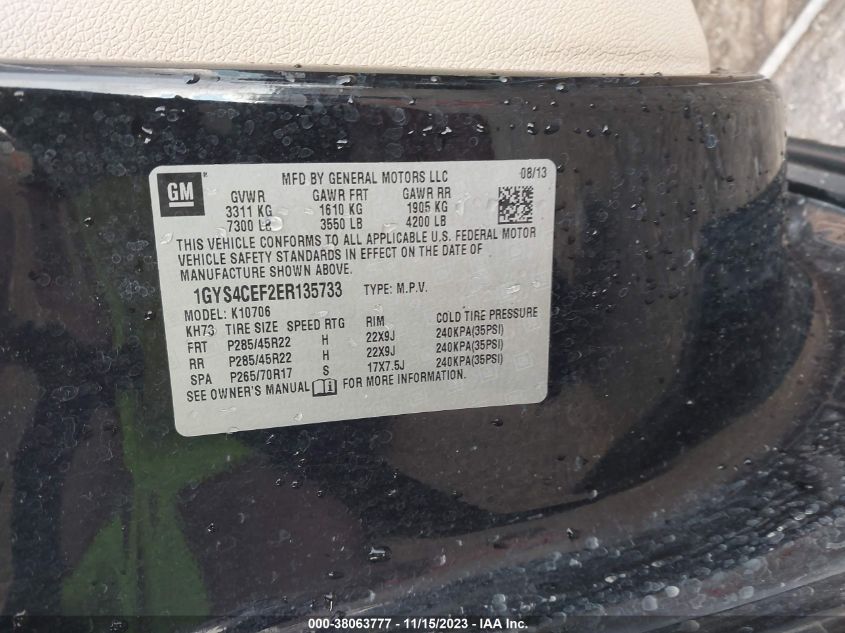 GM
MFD BY GENERAL MOTORS LLC 08/13
GVWR GAWR FRT GAWR RR
3311 KG 1610 KG 1905 KG
7300 LB 3550 LB 4200 LB
THIS VEHICLE CONFORMS TO ALL APPLICABLE U.S. FEDERAL MOTOR
VEHICLE SAFETY STANDARDS IN EFFECT ON THE DATE OF
MANUFACTURE SHOWN ABOVE.
1GYS4CEF2ER135733 TYPE: M.P.V.
MODEL: K10706
KH73 TIRE SIZE SPEED RTG RIM COLD TIRE PRESSURE
FRT P285/45R22 H 22X9J 240KPA(35PSI)
RR P285/45R22 H 22X9J 240KPA(35PSI)
SPA P265/70R17 S 17X7.5J 240KPA(35PSI)
SEE OWNER'S MANUAL FOR MORE INFORMATION.
© - 38063777 - 11/15/2023 - IAA Inc.